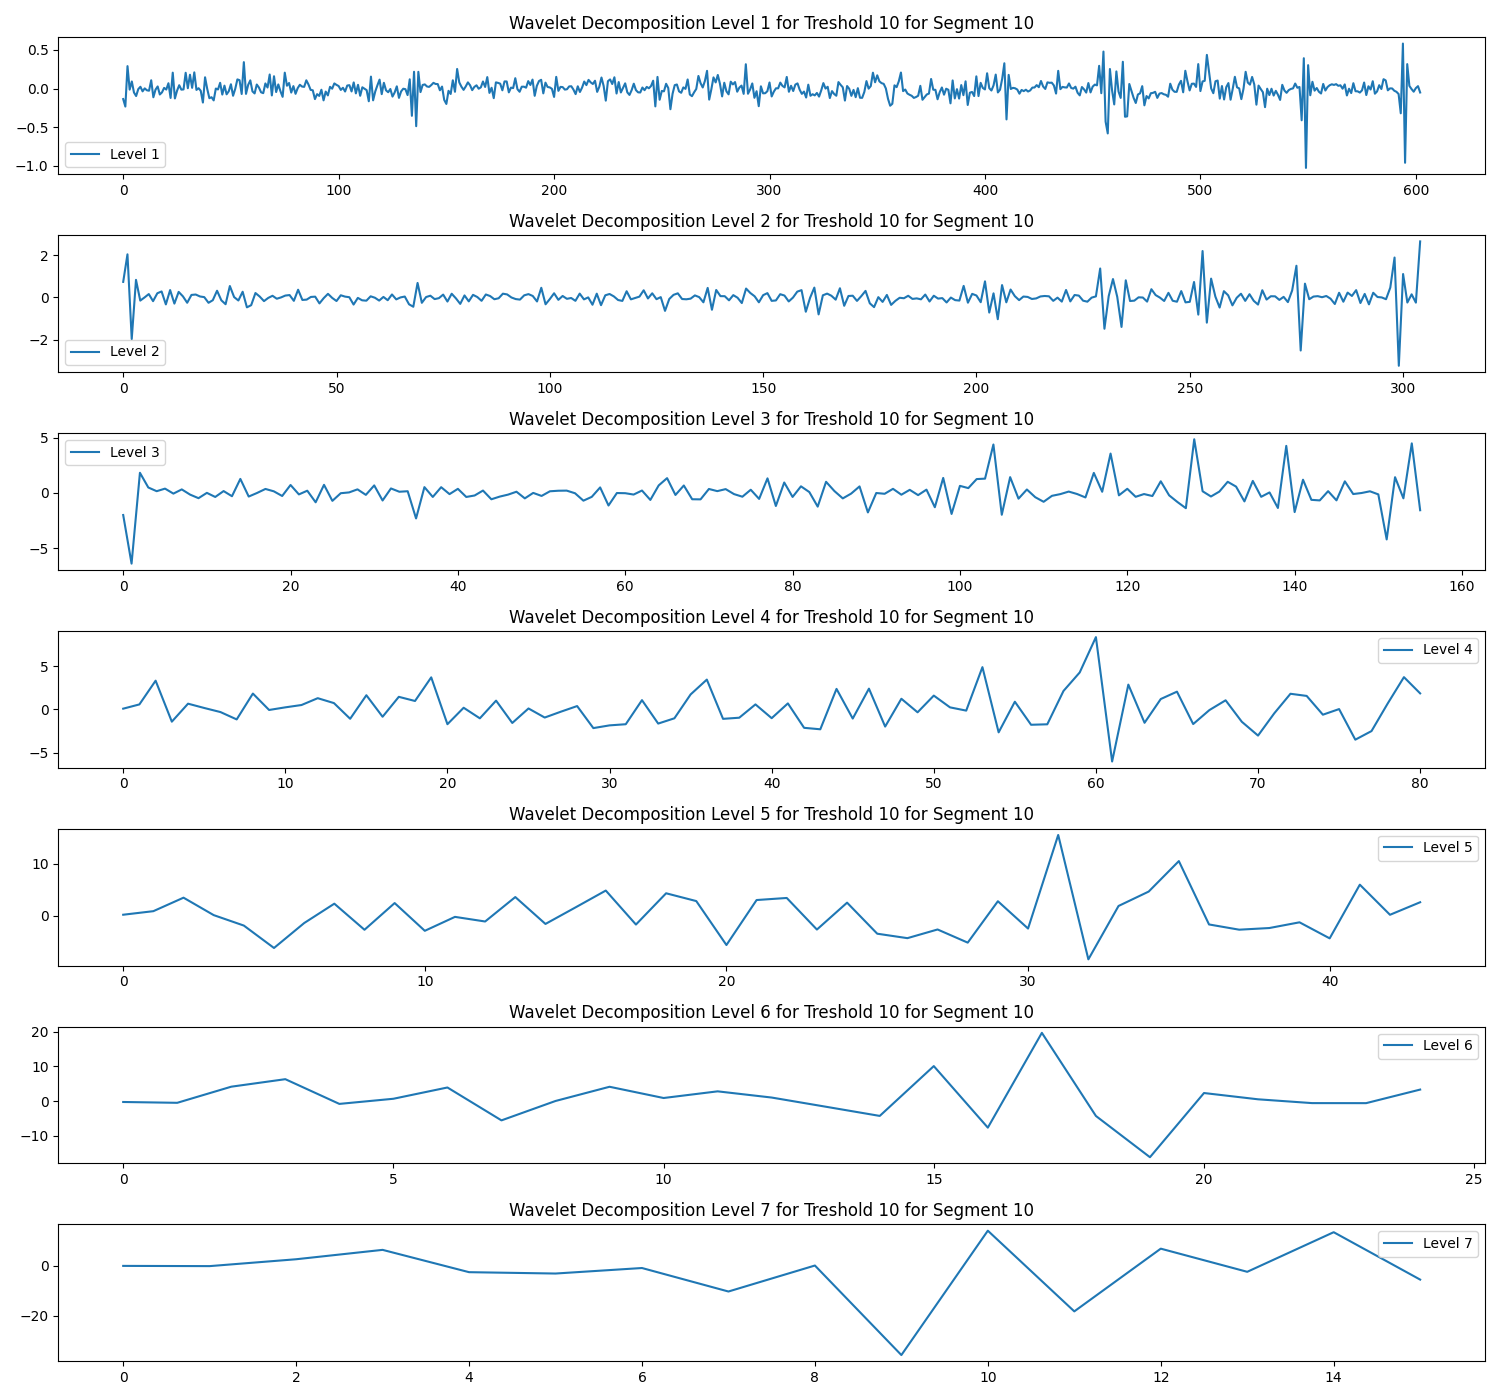 Wavelet Decomposition Level 1 for Treshold 10 for Segment 10
0.5
0.0
−0.5
−1.0
Level 1
0 100 200 300 400 500 600
Wavelet Decomposition Level 2 for Treshold 10 for Segment 10
2
0
−2
Level 2
0 50 100 150 200 250 300
Wavelet Decomposition Level 3 for Treshold 10 for Segment 10
5
0
−5
Level 3
0 20 40 60 80 100 120 140 160
Wavelet Decomposition Level 4 for Treshold 10 for Segment 10
5
0
−5
Level 4
0 10 20 30 40 50 60 70 80
Wavelet Decomposition Level 5 for Treshold 10 for Segment 10
10
0
Level 5
0 10 20 30 40
Wavelet Decomposition Level 6 for Treshold 10 for Segment 10
20
10
0
−10
Level 6
0 5 10 15 20 25
Wavelet Decomposition Level 7 for Treshold 10 for Segment 10
0
−20
Level 7
0 2 4 6 8 10 12 14